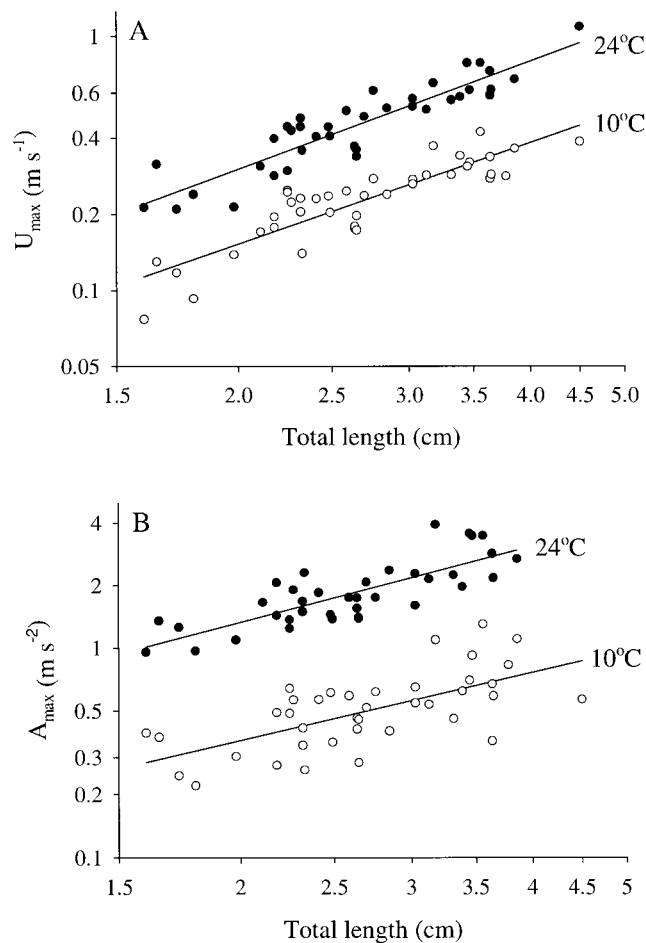 A
1
0.6
0.4
0.2
0.1
0.05
U_max (m s^-1)
24°C
10°C
1.5 2.0 2.5 3.0 3.5 4.0 4.5 5.0
Total length (cm)
B
4
2
1
0.5
0.3
0.2
0.1
A_max (m s^-2)
24°C
10°C
1.5 2 2.5 3 3.5 4 4.5 5
Total length (cm)